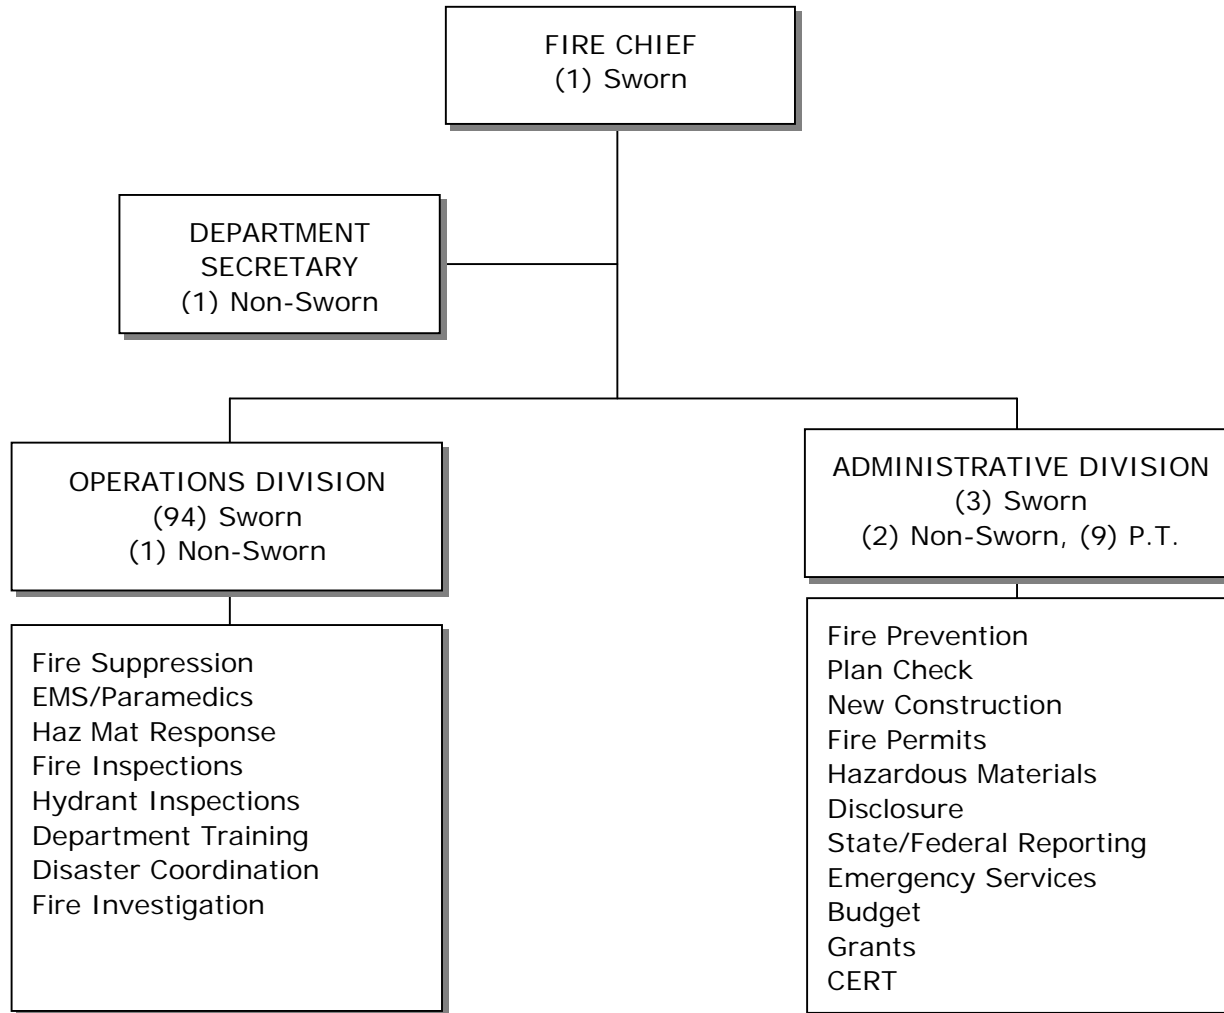 FIRE CHIEF
(1) Sworn
DEPARTMENT
SECRETARY
(1) Non-Sworn
OPERATIONS DIVISION
(94) Sworn
(1) Non-Sworn
ADMINISTRATIVE DIVISION
(3) Sworn
(2) Non-Sworn, (9) P.T.
Fire Suppression
EMS/Paramedics
Haz Mat Response
Fire Inspections
Hydrant Inspections
Department Training
Disaster Coordination
Fire Investigation
Fire Prevention
Plan Check
New Construction
Fire Permits
Hazardous Materials
Disclosure
State/Federal Reporting
Emergency Services
Budget
Grants
CERT